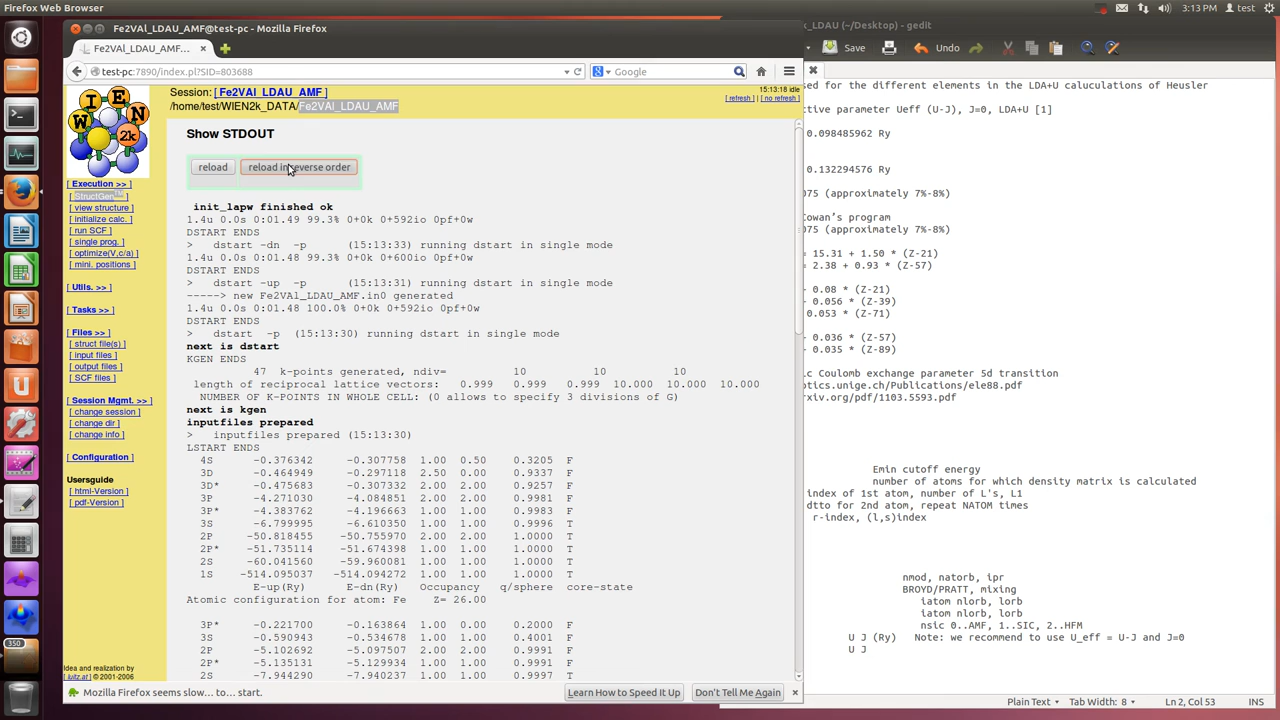 Firefox Web Browser
3:13 PM test
Fe2VAl_LDAU_AMF@test-pc - Mozilla Firefox
_LDAU (~/Desktop) - gedit
Fe2VAl_LDAU_AMF...
Save Undo
test-pc:7890/index.pl?SID=803688
Google
WIEN
2k
Session: [ Fe2VAl_LDAU_AMF ]
/home/test/WIEN2k_DATA/Fe2VAl_LDAU_AMF
15:13:18 idle
[ refresh ] [ no refresh ]
[ Execution >> ]
[ StructGen™ ]
[ view structure ]
[ initialize calc. ]
[ run SCF ]
[ single prog. ]
[ optimize(V,c/a) ]
[ mini. positions ]
[ Utils. >> ]
[ Tasks >> ]
[ Files >> ]
[ struct file(s) ]
[ input files ]
[ output files ]
[ SCF files ]
[ Session Mgmt. >> ]
[ change session ]
[ change dir ]
[ change info ]
[ Configuration ]
Usersguide
[ html-Version ]
[ pdf-Version ]
Idea and realization by
[ luitz.at ] © 2001-2006
Show STDOUT
reload
reload in reverse order
init_lapw finished ok
1.4u 0.0s 0:01.49 99.3% 0+0k 0+592io 0pf+0w
DSTART ENDS
> dstart -dn -p (15:13:33) running dstart in single mode
1.4u 0.0s 0:01.48 99.3% 0+0k 0+600io 0pf+0w
DSTART ENDS
> dstart -up -p (15:13:31) running dstart in single mode
-----> new Fe2VAl_LDAU_AMF.in0 generated
1.4u 0.0s 0:01.48 100.0% 0+0k 0+592io 0pf+0w
DSTART ENDS
> dstart -p (15:13:30) running dstart in single mode
next is dstart
KGEN ENDS
47 k-points generated, ndiv= 10 10 10
length of reciprocal lattice vectors: 0.999 0.999 0.999 10.000 10.000 10.000
NUMBER OF K-POINTS IN WHOLE CELL: (0 allows to specify 3 divisions of G)
next is kgen
inputfiles prepared
> inputfiles prepared (15:13:30)
LSTART ENDS
4S -0.376342 -0.307758 1.00 0.50 0.3205 F
3D -0.464949 -0.297118 2.50 0.00 0.9337 F
3D* -0.475683 -0.307332 2.00 0.00 0.9257 F
3P -4.271030 -4.084851 2.00 2.00 0.9981 F
3P* -4.383762 -4.196663 1.00 1.00 0.9983 F
3S -6.799995 -6.610350 1.00 1.00 0.9996 T
2P -50.818455 -50.755970 2.00 2.00 1.0000 T
2P* -51.735114 -51.674398 1.00 1.00 1.0000 T
2S -60.041560 -59.960081 1.00 1.00 1.0000 T
1S -514.095037 -514.094272 1.00 1.00 1.0000 T
E-up(Ry) E-dn(Ry) Occupancy q/sphere core-state
Atomic configuration for atom: Fe Z= 26.00
3P* -0.221700 -0.163864 1.00 0.00 0.2000 F
3S -0.590943 -0.534678 1.00 1.00 0.4001 F
2P -5.102692 -5.097507 2.00 2.00 0.9991 F
2P* -5.135131 -5.129934 1.00 1.00 0.9991 F
2S -7.944290 -7.940237 1.00 1.00 0.9997 T
Mozilla Firefox seems slow... to... start.
Learn How to Speed It Up
Don't Tell Me Again
sed for the different elements in the LDA+U calculations of Heusler
ctive parameter Ueff (U-J), J=0, LDA+U [1]
0.098485962 Ry
0.132294576 Ry
075 (approximately 7%-8%)
Cowan's program
075 (approximately 7%-8%)
= 15.31 + 1.50 * (Z-21)
= 2.38 + 0.93 * (Z-57)
+ 0.08 * (Z-21)
+ 0.056 * (Z-39)
+ 0.053 * (Z-71)
+ 0.036 * (Z-57)
+ 0.035 * (Z-89)
ic Coulomb exchange parameter 5d transition
ptics.unige.ch/Publications/ele88.pdf
arxiv.org/pdf/1103.5593.pdf
Emin cutoff energy
number of atoms for which density matrix is calculated
index of 1st atom, number of L's, L1
dtto for 2nd atom, repeat NATOM times
r-index, (l,s)index
nmod, natorb, ipr
BROYD/PRATT, mixing
iatom nlorb, lorb
iatom nlorb, lorb
nsic 0..AMF, 1..SIC, 2..HFM
U J (Ry) Note: we recommend to use U_eff = U-J and J=0
U J
Plain Text Tab Width: 8 Ln 2, Col 53 INS
350